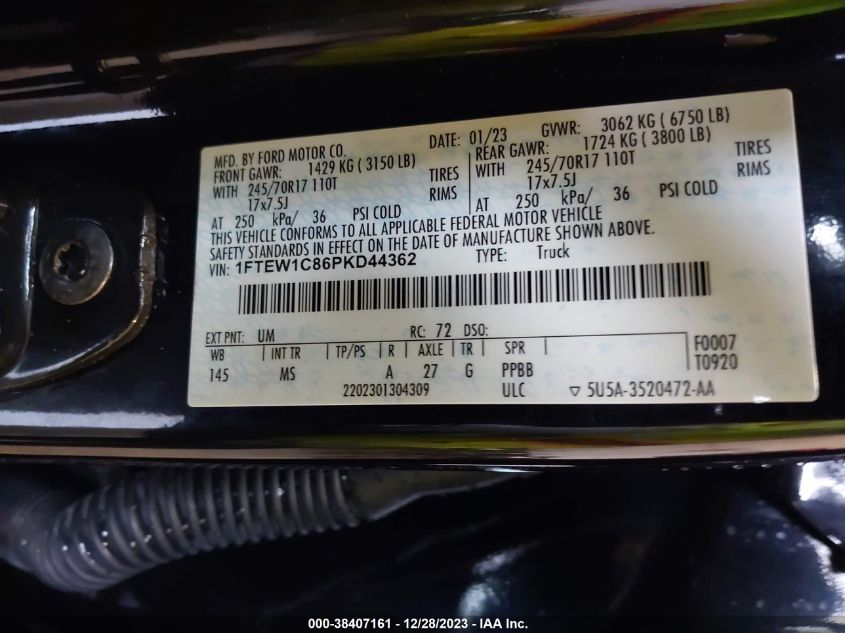 MFD. BY FORD MOTOR CO. DATE: 01/23 GVWR: 3062 KG ( 6750 LB)
FRONT GAWR: 1429 KG ( 3150 LB) REAR GAWR: 1724 KG ( 3800 LB)
WITH 245/70R17 110T TIRES WITH 245/70R17 110T TIRES
17x7.5J RIMS 17x7.5J RIMS
AT 250 kPa/ 36 PSI COLD AT 250 kPa/ 36 PSI COLD
THIS VEHICLE CONFORMS TO ALL APPLICABLE FEDERAL MOTOR VEHICLE
SAFETY STANDARDS IN EFFECT ON THE DATE OF MANUFACTURE SHOWN ABOVE.
VIN: 1FTEW1C86PKD44362 TYPE: Truck
EXT PNT: UM RC: 72 DSO:
WB INT TR TP/PS R AXLE TR SPR F0007
145 MS A 27 G PPBB T0920
2202301304309 ULC ▽ 5U5A-3520472-AA
000-38407161 - 12/28/2023 - IAA Inc.